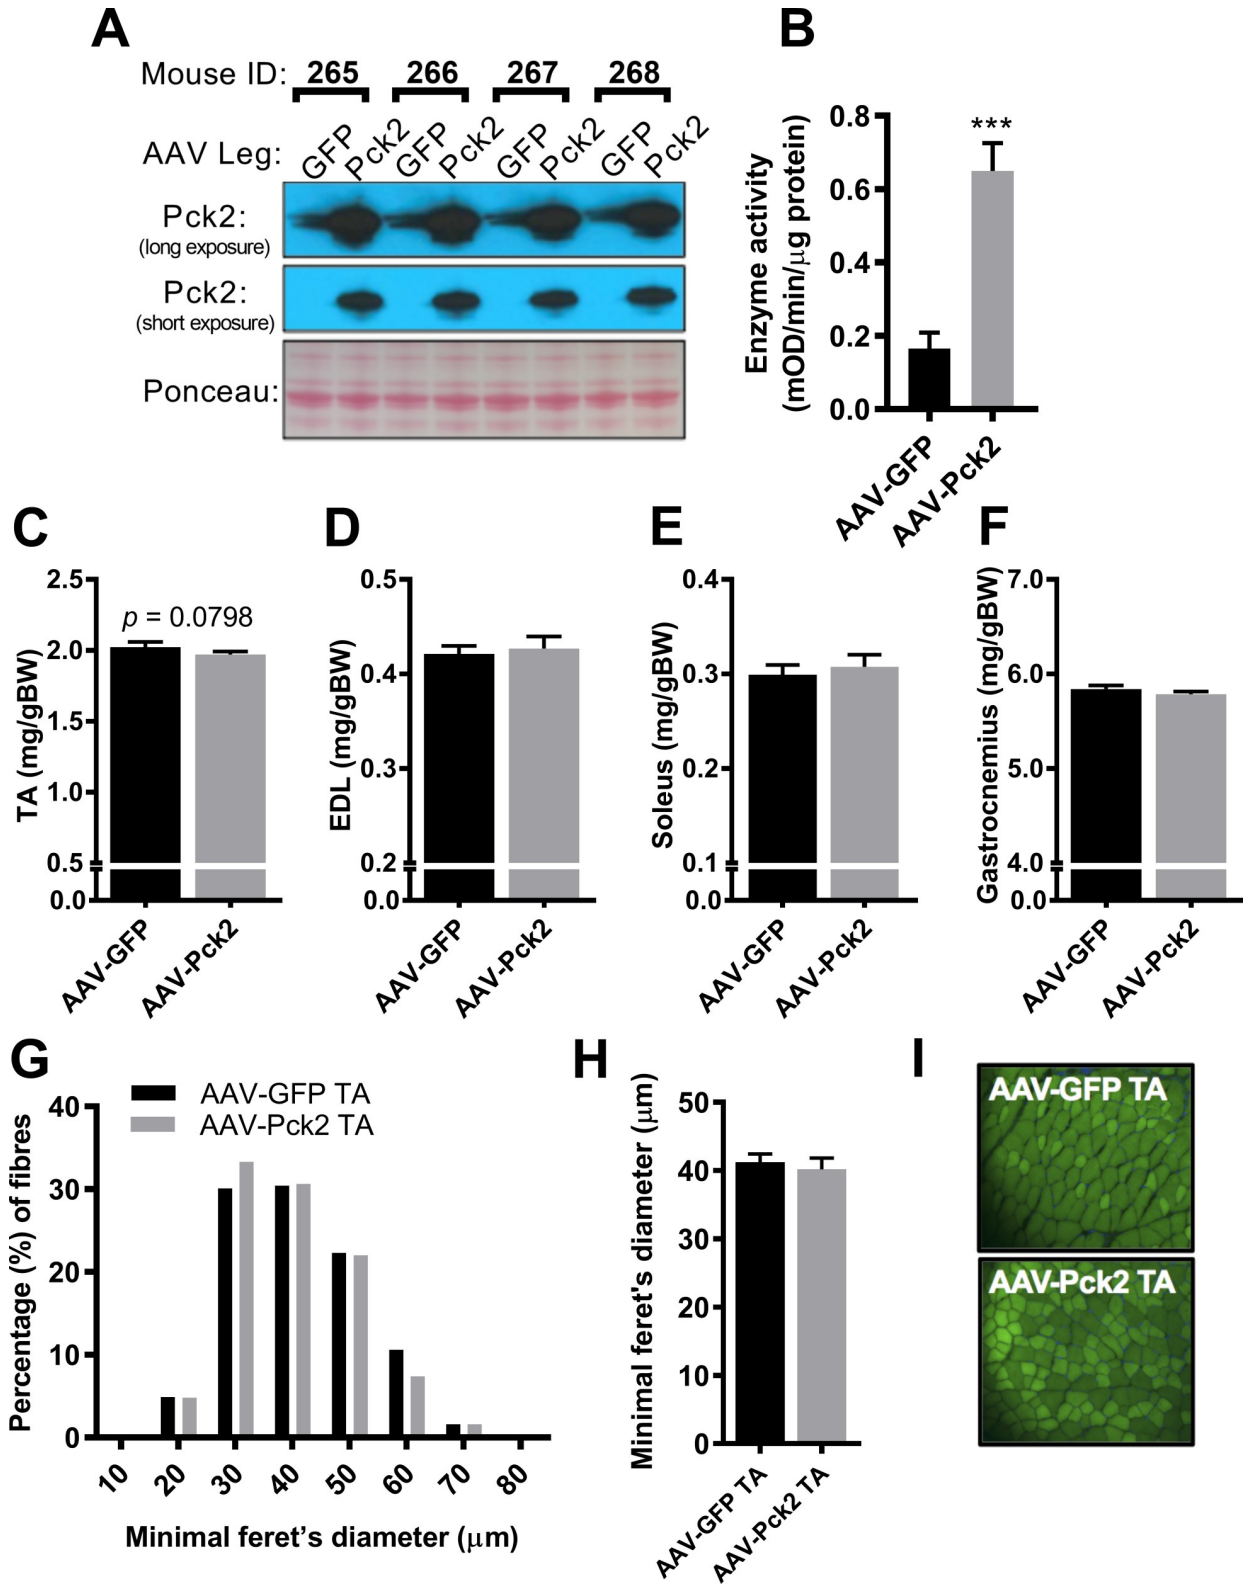 A
Mouse ID: 265 266 267 268
AAV Leg: GFP Pck2 GFP Pck2 GFP Pck2 GFP Pck2
Pck2:
(long exposure)
Pck2:
(short exposure)
Ponceau:
B
***
Enzyme activity
(mOD/min/μg protein)
0.8
0.6
0.4
0.2
0.0
AAV-GFP
AAV-Pck2
C
TA (mg/gBW)
2.5
2.0
1.5
1.0
0.5
0.0
p = 0.0798
AAV-GFP
AAV-Pck2
D
EDL (mg/gBW)
0.5
0.4
0.3
0.2
0.0
AAV-GFP
AAV-Pck2
E
Soleus (mg/gBW)
0.4
0.3
0.2
0.1
0.0
AAV-GFP
AAV-Pck2
F
Gastrocnemius (mg/gBW)
7.0
6.0
5.0
4.0
0.0
AAV-GFP
AAV-Pck2
G
AAV-GFP TA
AAV-Pck2 TA
Percentage (%) of fibres
40
30
20
10
0
10 20 30 40 50 60 70 80
Minimal feret’s diameter (μm)
H
Minimal feret's diameter (μm)
50
40
30
20
10
0
AAV-GFP TA
AAV-Pck2 TA
I
AAV-GFP TA
AAV-Pck2 TA